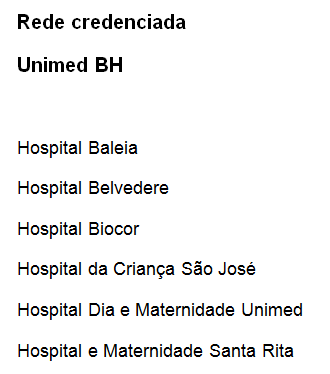 Rede credenciada
Unimed BH
Hospital Baleia
Hospital Belvedere
Hospital Biocor
Hospital da Criança São José
Hospital Dia e Maternidade Unimed
Hospital e Maternidade Santa Rita